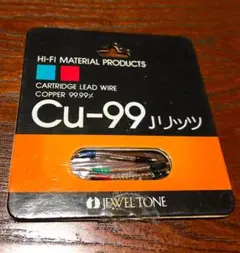 HI-FI MATERIAL PRODUCTS
CARTRIDGE LEAD WIRE
COPPER 99.99%
Cu-99 リッツ
JEWEL TONE